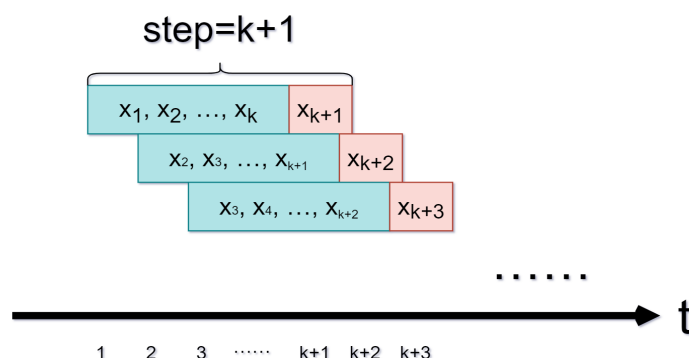 step=k+1
x1, x2, ..., xk xk+1
x2, x3, ..., xk+1 xk+2
x3, x4, ..., xk+2 xk+3
......
t
1 2 3 ...... k+1 k+2 k+3